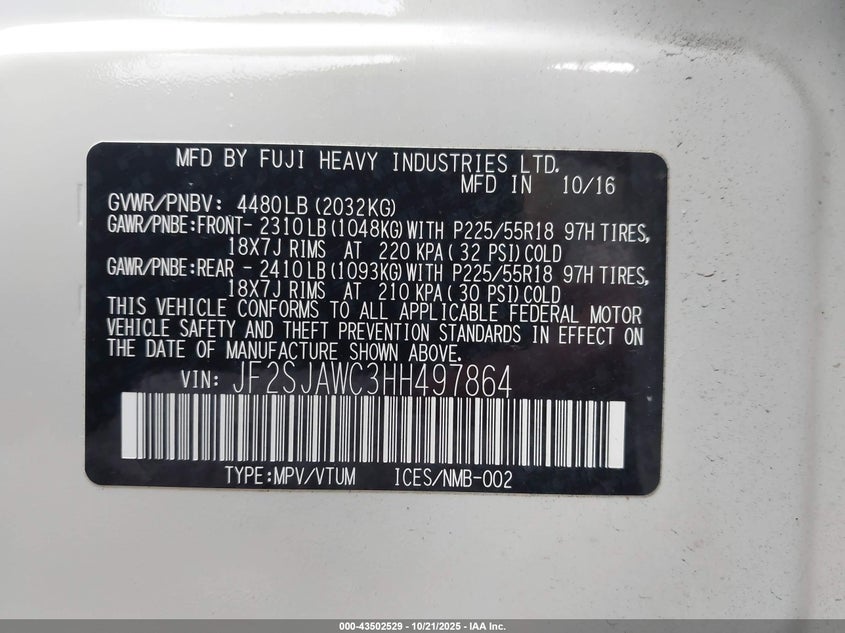 MFD BY FUJI HEAVY INDUSTRIES LTD.
MFD IN 10/16
GVWR/PNBV: 4480LB(2032KG)
GAWR/PNBE:FRONT- 2310LB(1048KG)WITH P225/55R18 97H TIRES,
18X7J RIMS AT 220 KPA( 32 PSI)COLD
GAWR/PNBE:REAR - 2410LB(1093KG)WITH P225/55R18 97H TIRES,
18X7J RIMS AT 210 KPA( 30 PSI)COLD
THIS VEHICLE CONFORMS TO ALL APPLICABLE FEDERAL MOTOR
VEHICLE SAFETY AND THEFT PREVENTION STANDARDS IN EFFECT ON
THE DATE OF MANUFACTURE SHOWN ABOVE.
VIN: JF2SJAWC3HH497864
TYPE:MPV/VTUM ICES/NMB-002
000-43502529 - 10/21/2025 - IAA Inc.